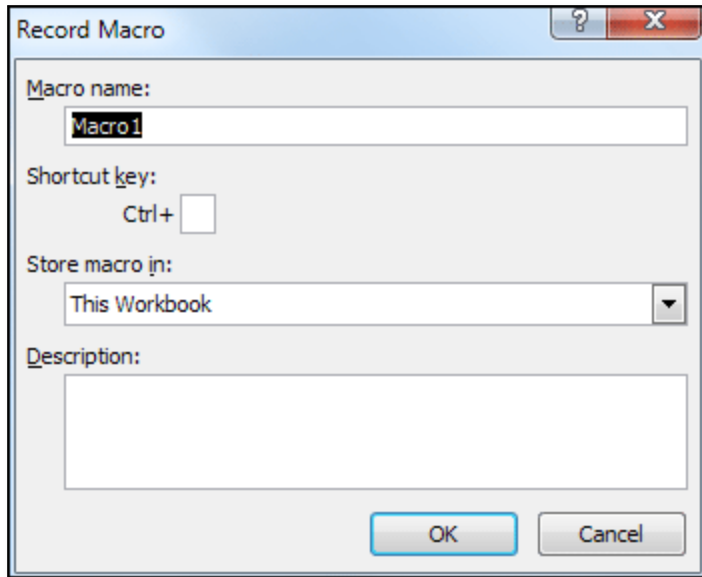 Record Macro
?
Macro name:
Macro1
Shortcut key:
Ctrl+
Store macro in:
This Workbook
Description:
OK Cancel